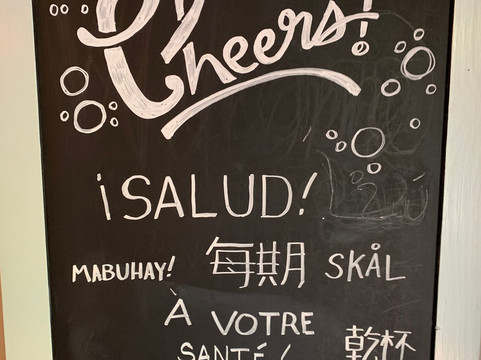 Cheers!
¡SALUD!
MABUHAY! 每期 SKÅL
À VOTRE
SANTÉ! 乾杯